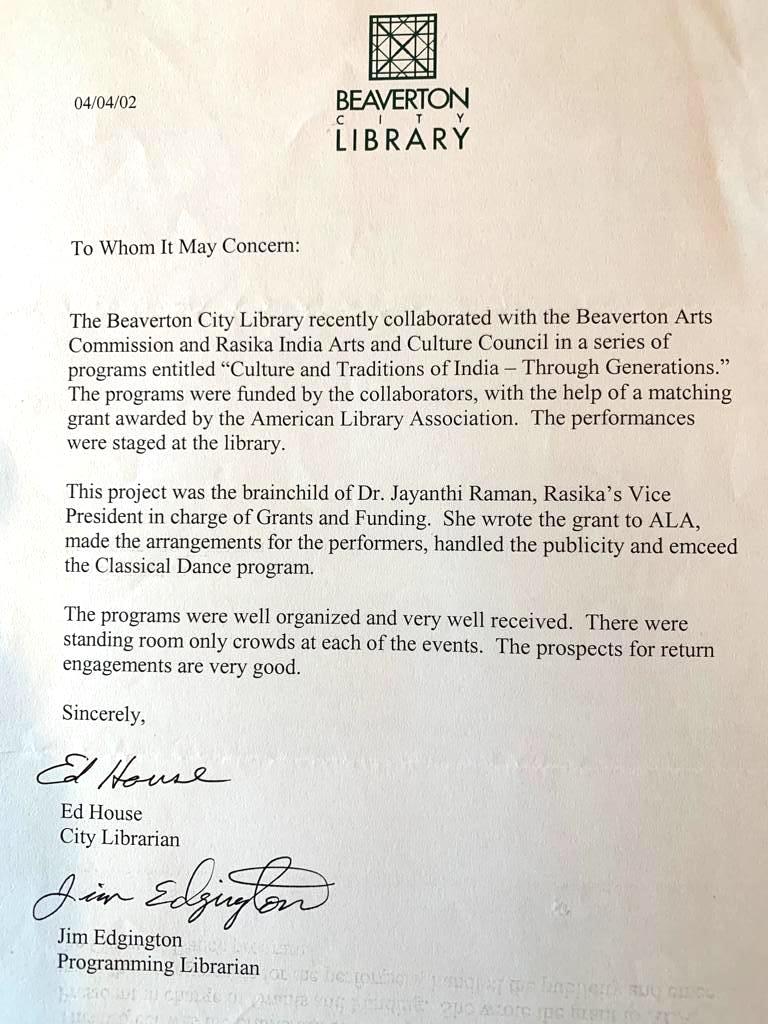 04/04/02
BEAVERTON
CITY
LIBRARY
To Whom It May Concern:
The Beaverton City Library recently collaborated with the Beaverton Arts
Commission and Rasika India Arts and Culture Council in a series of
programs entitled “Culture and Traditions of India – Through Generations.”
The programs were funded by the collaborators, with the help of a matching
grant awarded by the American Library Association.  The performances
were staged at the library.
This project was the brainchild of Dr. Jayanthi Raman, Rasika’s Vice
President in charge of Grants and Funding.  She wrote the grant to ALA,
made the arrangements for the performers, handled the publicity and emceed
the Classical Dance program.
The programs were well organized and very well received.  There were
standing room only crowds at each of the events.  The prospects for return
engagements are very good.
Sincerely,
Ed House
Ed House
City Librarian
Jim Edgington
Jim Edgington
Programming Librarian